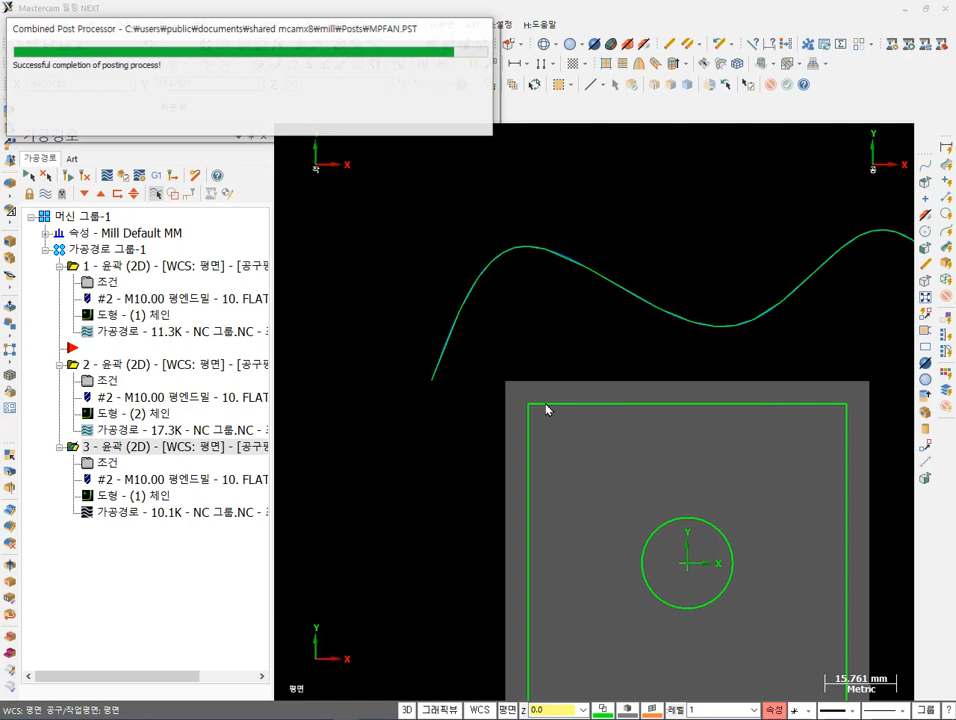 Mastercam 밀링 NEXT
Combined Post Processor - C:₩users₩public₩documents₩shared mcamx8₩mill₩Posts₩MPFAN.PST
설정 H:도움말
Successful completion of posting process!
가공경로
가공경로 Art
G1
머신 그룹-1
속성 - Mill Default MM
가공경로 그룹-1
1 - 윤곽 (2D) - [WCS: 평면] - [공구평
조건
#2 - M10.00 평엔드밀 - 10. FLAT
도형 - (1) 체인
가공경로 - 11.3K - NC 그룹.NC -
2 - 윤곽 (2D) - [WCS: 평면] - [공구평
조건
#2 - M10.00 평엔드밀 - 10. FLAT
도형 - (2) 체인
가공경로 - 17.3K - NC 그룹.NC -
3 - 윤곽 (2D) - [WCS: 평면] - [공구평
조건
#2 - M10.00 평엔드밀 - 10. FLAT
도형 - (1) 체인
가공경로 - 10.1K - NC 그룹.NC -
X
Y
X
Y
X
Y
X
평면
15.761 mm
Metric
WCS: 평면 공구/작업평면: 평면
3D 그래픽뷰 WCS 평면 Z 0.0 레벨 1 속성 그룹